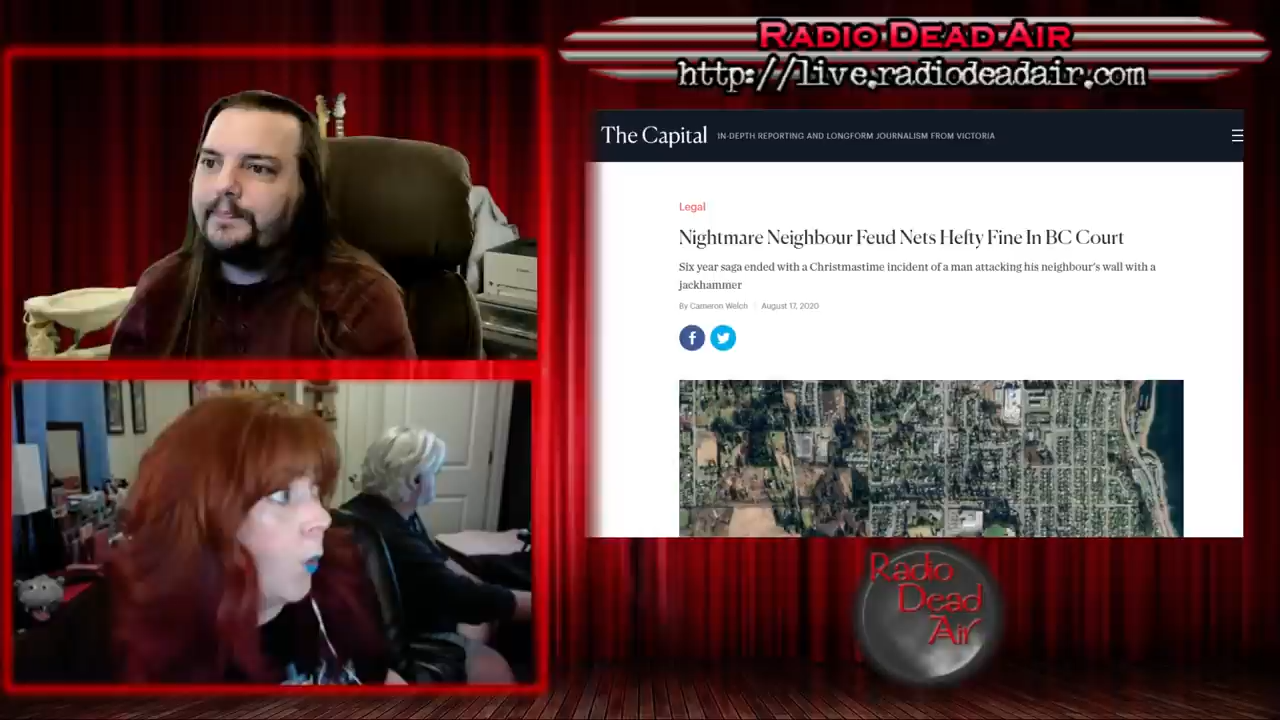 RADIO DEAD AIR
http://live.radiodeadair.com
The Capital IN-DEPTH REPORTING AND LONGFORM JOURNALISM FROM VICTORIA
Legal
Nightmare Neighbour Feud Nets Hefty Fine In BC Court
Six year saga ended with a Christmastime incident of a man attacking his neighbour's wall with a
jackhammer
By Cameron Welch August 17, 2020
Radio
Dead
Air